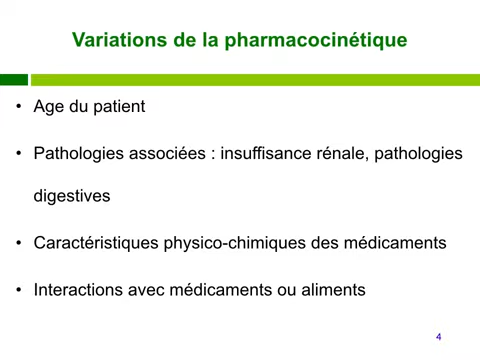 Variations de la pharmacocinétique
• Age du patient
• Pathologies associées : insuffisance rénale, pathologies
digestives
• Caractéristiques physico-chimiques des médicaments
• Interactions avec médicaments ou aliments
4